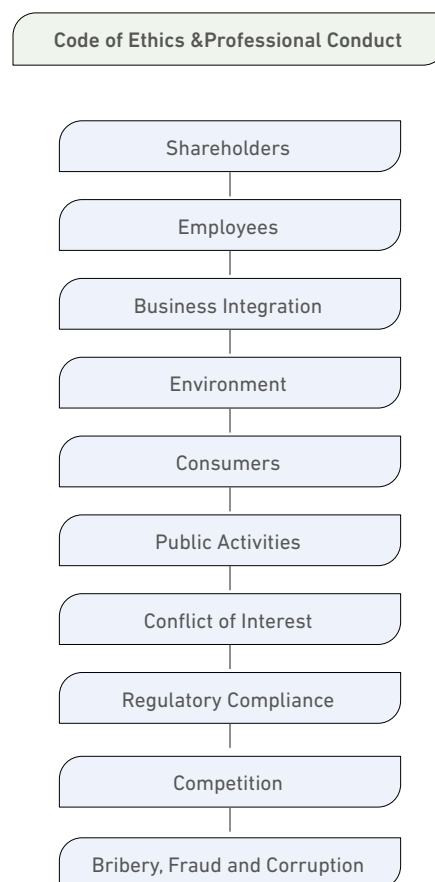 Code of Ethics &Professional Conduct
Shareholders
Employees
Business Integration
Environment
Consumers
Public Activities
Conflict of Interest
Regulatory Compliance
Competition
Bribery, Fraud and Corruption